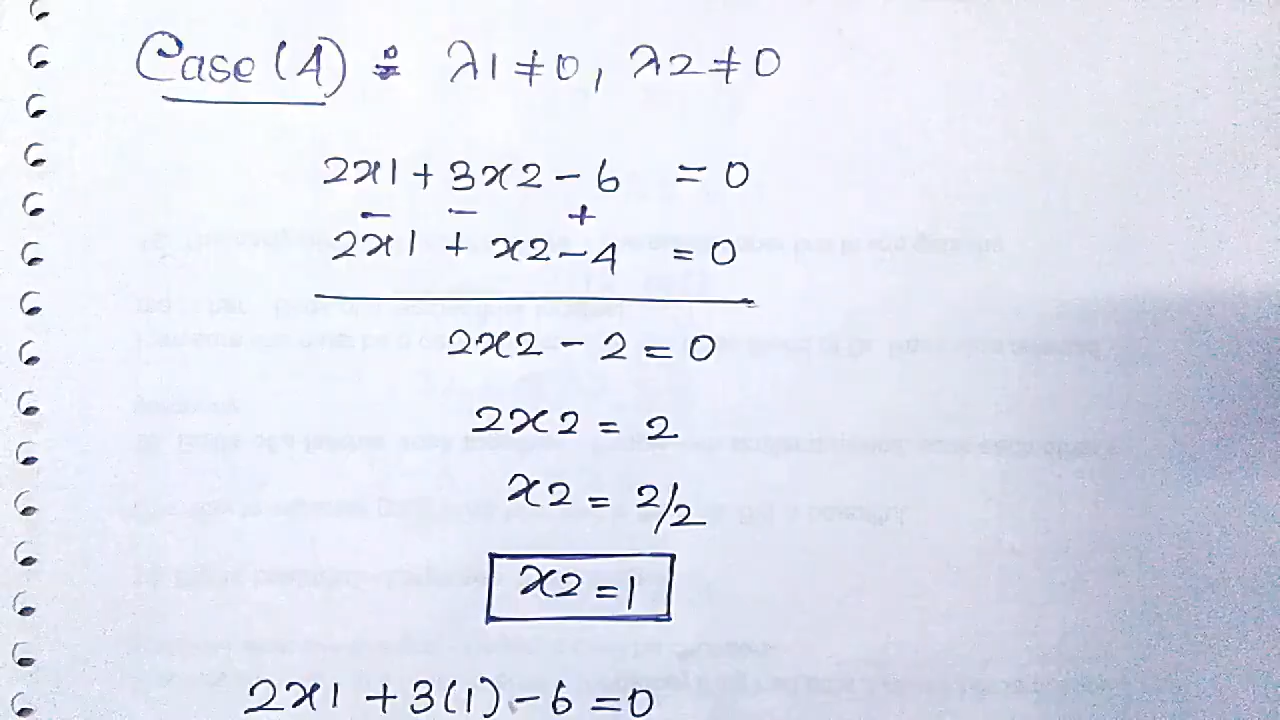 Case (4) : λ1≠0, λ2≠0
2x1 + 3x2 - 6 = 0
- - +
2x1 + x2 - 4 = 0
2x2 - 2 = 0
2x2 = 2
x2 = 2/2
x2 = 1
2x1 + 3(1) - 6 = 0